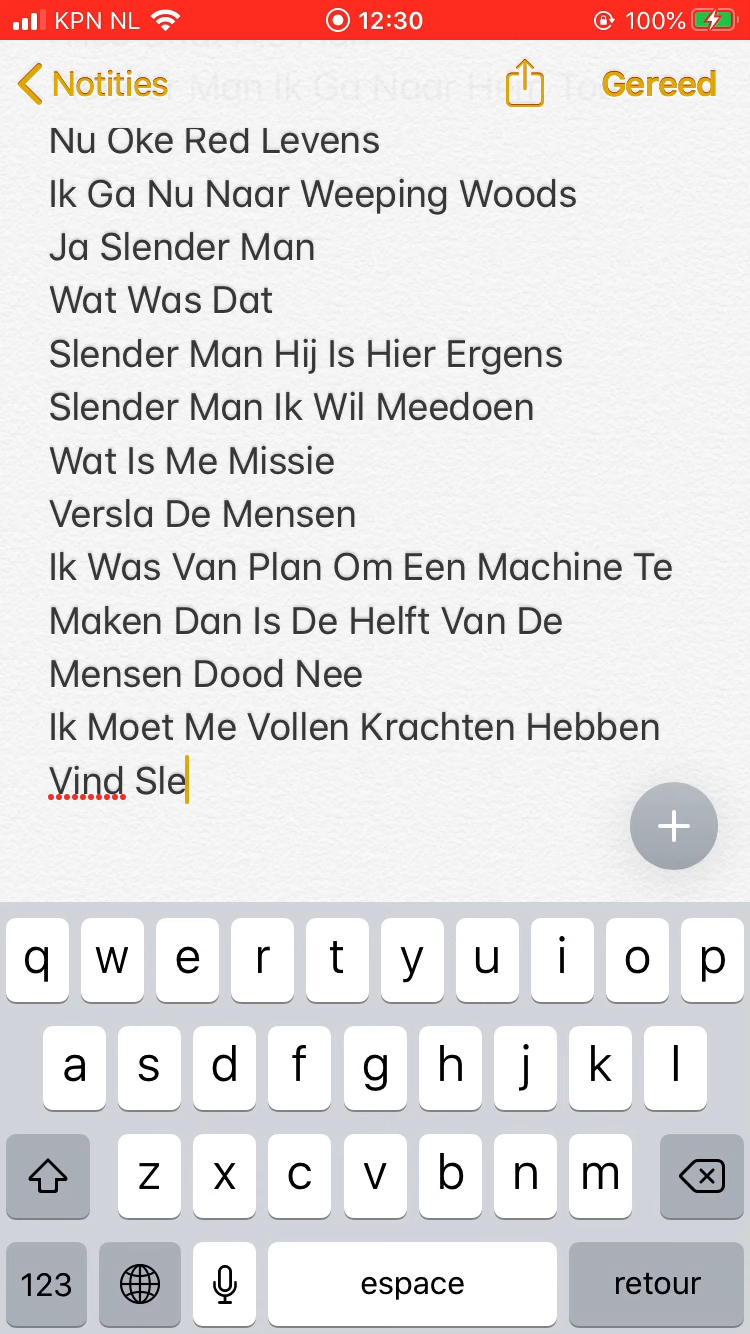 KPN NL 12:30 100%
Notities Gereed
Nu Oke Red Levens
Ik Ga Nu Naar Weeping Woods
Ja Slender Man
Wat Was Dat
Slender Man Hij Is Hier Ergens
Slender Man Ik Wil Meedoen
Wat Is Me Missie
Versla De Mensen
Ik Was Van Plan Om Een Machine Te
Maken Dan Is De Helft Van De
Mensen Dood Nee
Ik Moet Me Vollen Krachten Hebben
Vind Sle
q w e r t y u i o p
a s d f g h j k l
z x c v b n m
123 espace retour